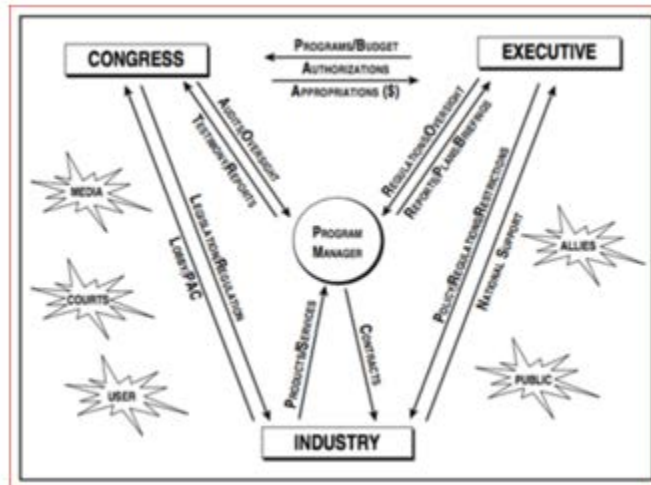 PROGRAMS/BUDGET
CONGRESS
EXECUTIVE
AUTHORIZATIONS
APPROPRIATIONS ($)
AUDITS/OVERSIGHT
TESTIMONY/REPORTS
REGULATIONS/OVERSIGHT
REPORTS/PLANS/BRIEFINGS
MEDIA
LEGISLATION/REGULATION
LOBBY/PAC
PROGRAM
MANAGER
POLICY/REGULATIONS/RESTRICTIONS
NATIONAL SUPPORT
ALLIES
COURTS
PRODUCTS/SERVICES
CONTRACTS
USER
PUBLIC
INDUSTRY